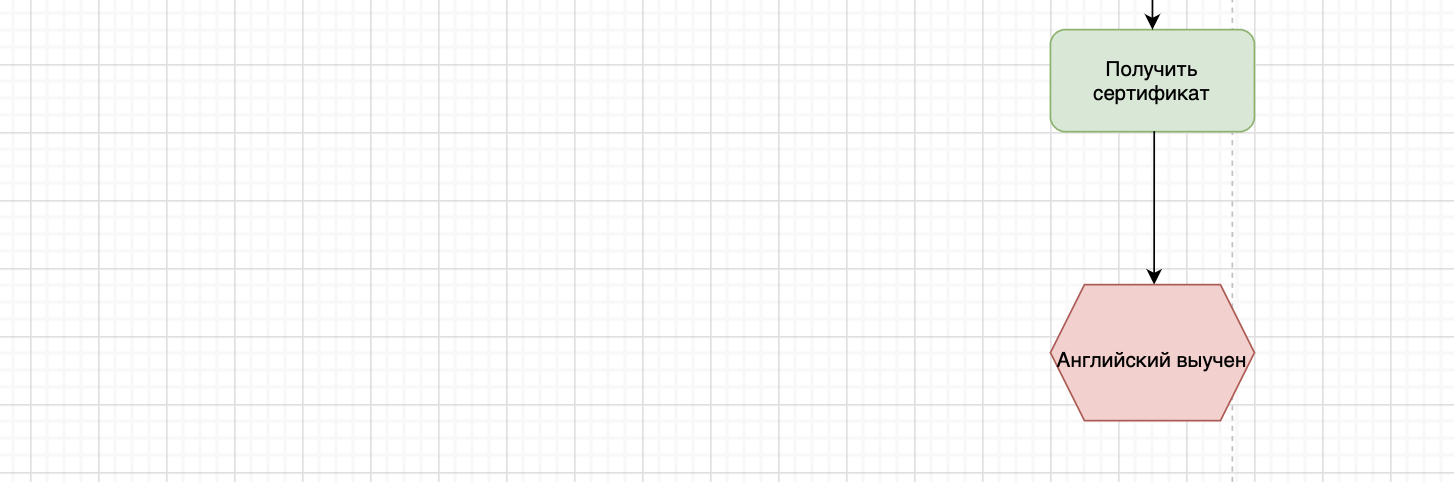 Получить
сертификат
Английский выучен